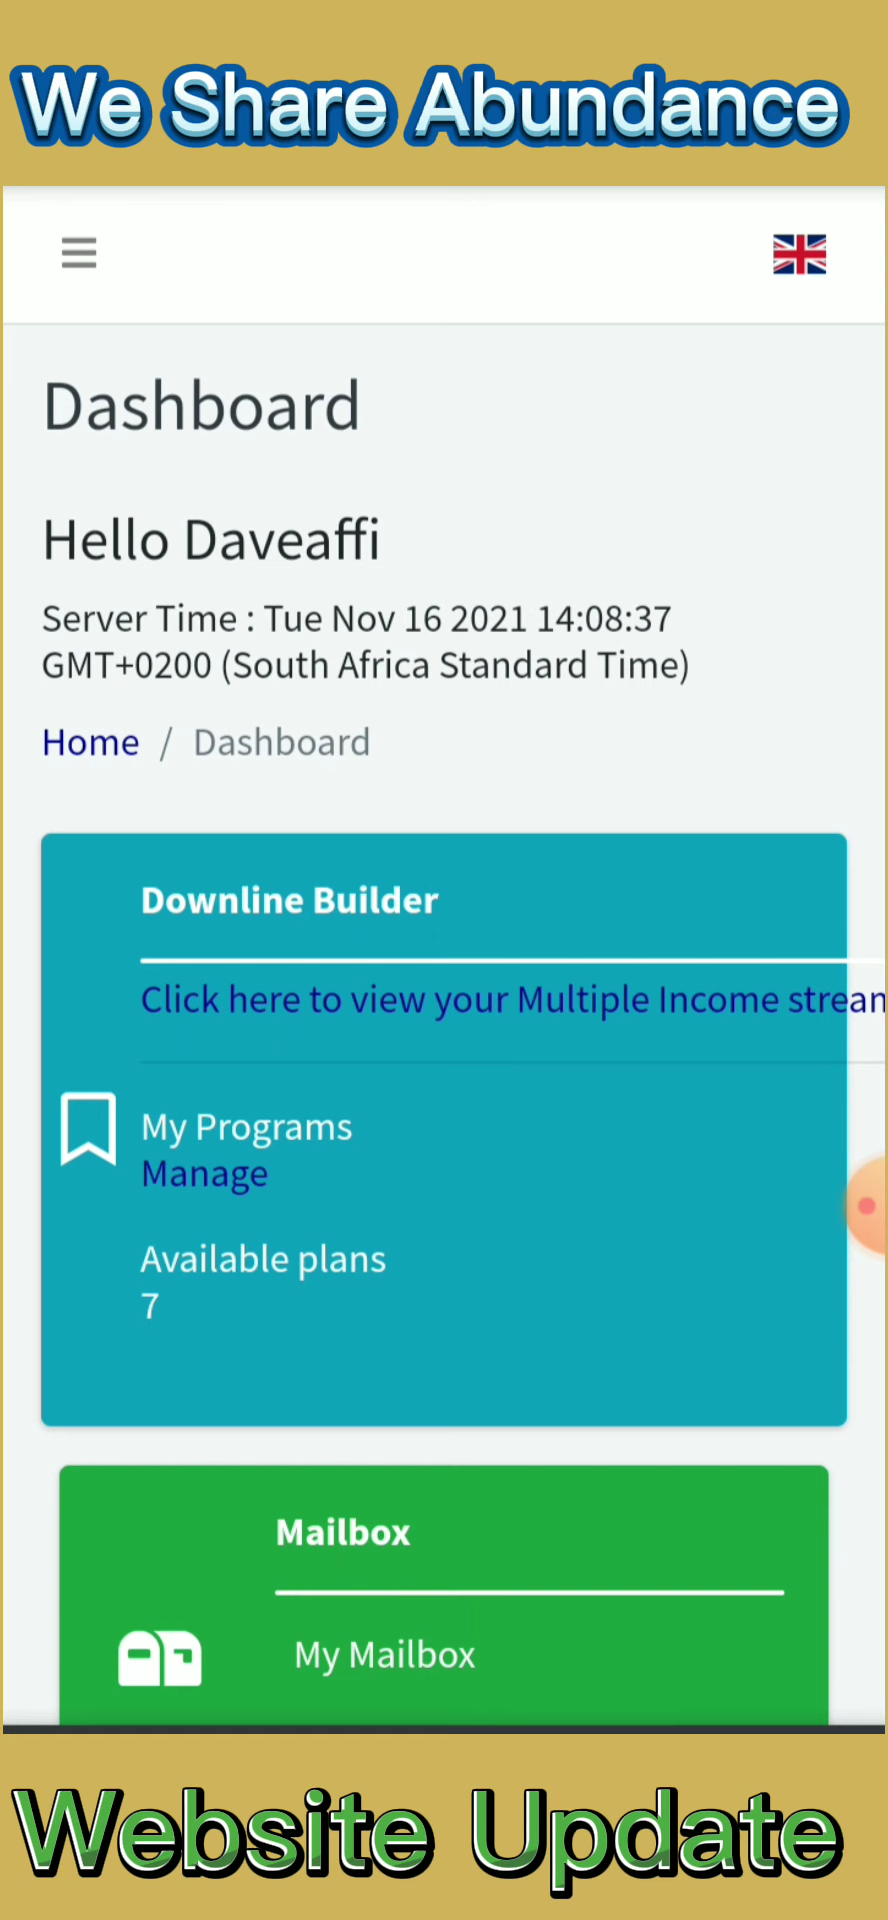 We Share Abundance
Dashboard
Hello Daveaffi
Server Time : Tue Nov 16 2021 14:08:37
GMT+0200 (South Africa Standard Time)
Home / Dashboard
Downline Builder
Click here to view your Multiple Income stream
My Programs
Manage
Available plans
7
Mailbox
My Mailbox
Website Update